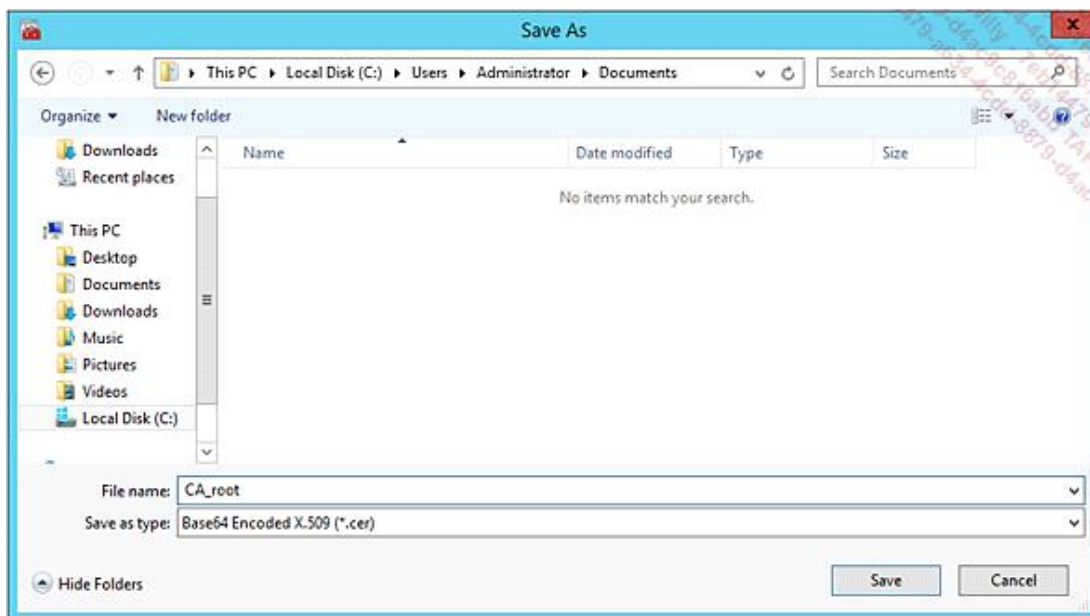 Save As
This PC ▸ Local Disk (C:) ▸ Users ▸ Administrator ▸ Documents
Search Documents
Organize
New folder
Name
Date modified
Type
Size
No items match your search.
Downloads
Recent places
This PC
Desktop
Documents
Downloads
Music
Pictures
Videos
Local Disk (C:)
File name: CA_root
Save as type: Base64 Encoded X.509 (*.cer)
Hide Folders
Save
Cancel